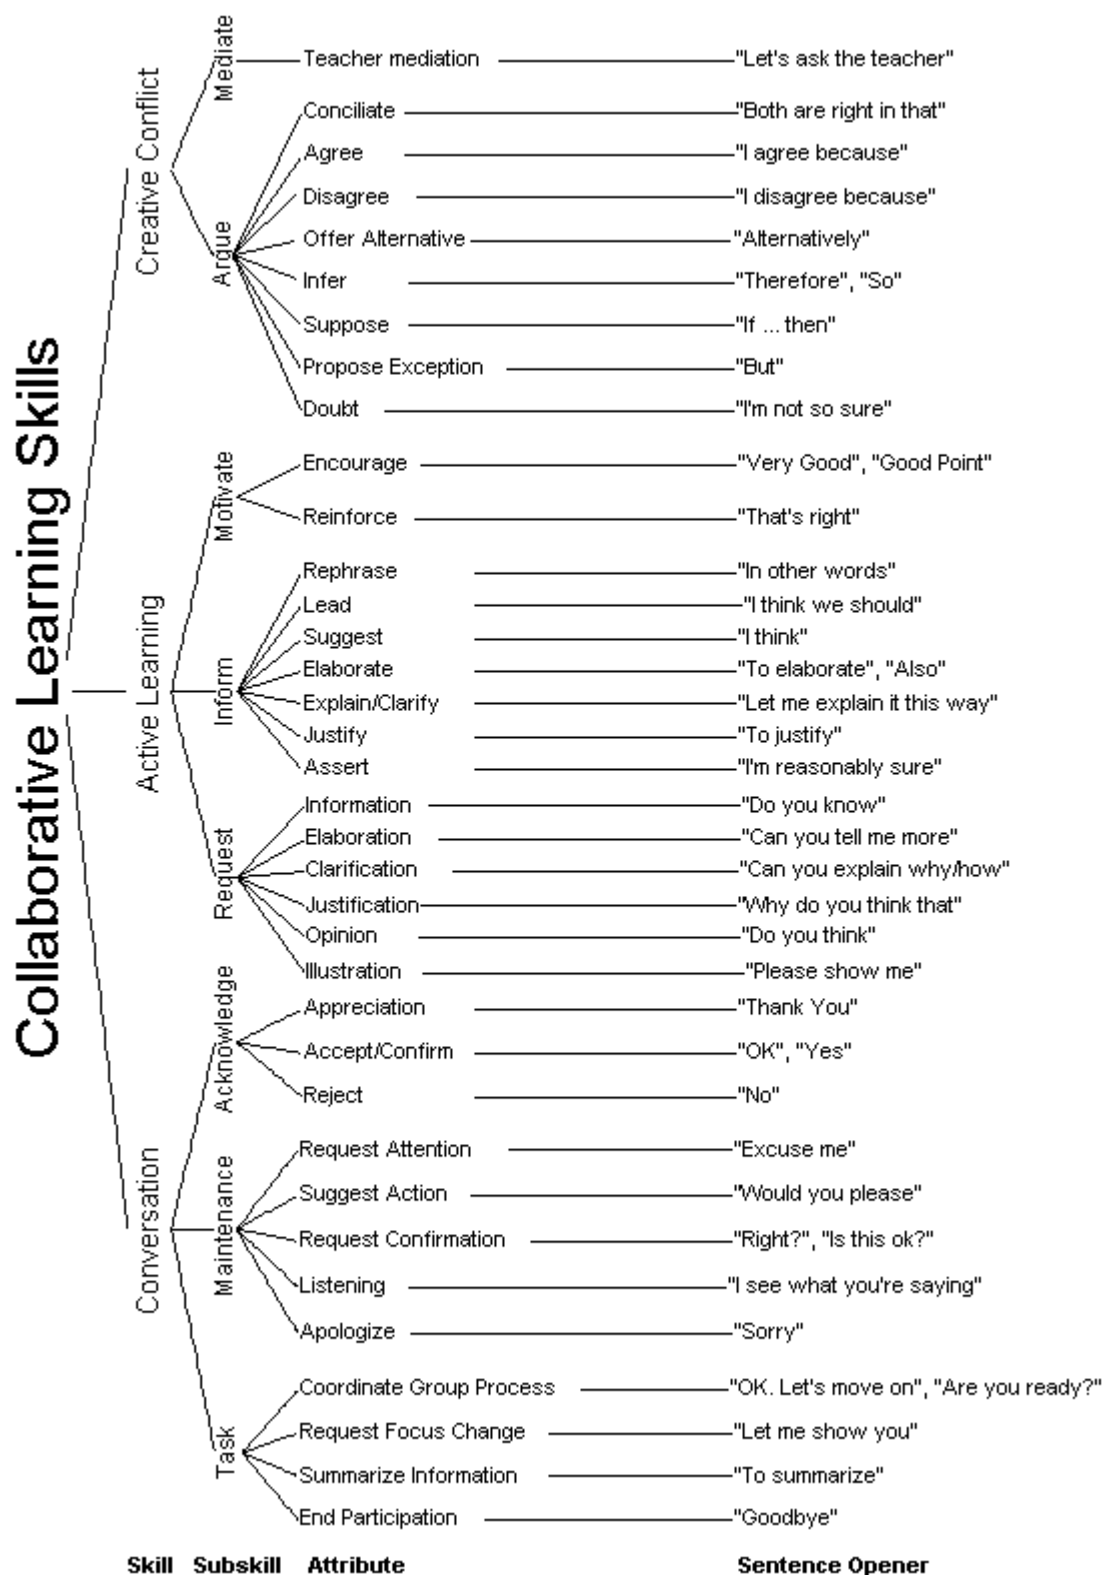 Collaborative Learning Skills
Creative Conflict
Mediate
Teacher mediation "Let's ask the teacher"
Argue
Conciliate "Both are right in that"
Agree "I agree because"
Disagree "I disagree because"
Offer Alternative "Alternatively"
Infer "Therefore", "So"
Suppose "If ... then"
Propose Exception "But"
Doubt "I'm not so sure"
Active Learning
Motivate
Encourage "Very Good", "Good Point"
Reinforce "That's right"
Inform
Rephrase "In other words"
Lead "I think we should"
Suggest "I think"
Elaborate "To elaborate", "Also"
Explain/Clarify "Let me explain it this way"
Justify "To justify"
Assert "I'm reasonably sure"
Request
Information "Do you know"
Elaboration "Can you tell me more"
Clarification "Can you explain why/how"
Justification "Why do you think that"
Opinion "Do you think"
Illustration "Please show me"
Conversation
Acknowledge
Appreciation "Thank You"
Accept/Confirm "OK", "Yes"
Reject "No"
Maintenance
Request Attention "Excuse me"
Suggest Action "Would you please"
Request Confirmation "Right?", "Is this ok?"
Listening "I see what you're saying"
Apologize "Sorry"
Task
Coordinate Group Process "OK. Let's move on", "Are you ready?"
Request Focus Change "Let me show you"
Summarize Information "To summarize"
End Participation "Goodbye"
Skill Subskill Attribute Sentence Opener